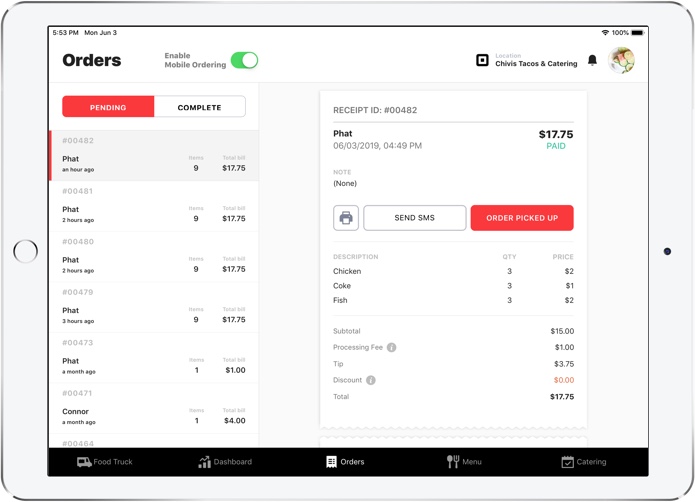 5:53 PM Mon Jun 3
100%
Orders
Enable
Mobile Ordering
Location
Chivis Tacos & Catering
PENDING
COMPLETE
#00482
Phat
an hour ago
Items
9
Total bill
$17.75
#00481
Phat
2 hours ago
Items
9
Total bill
$17.75
#00480
Phat
2 hours ago
Items
9
Total bill
$17.75
#00479
Phat
3 hours ago
Items
9
Total bill
$17.75
#00473
Phat
a month ago
Items
1
Total bill
$1.00
#00471
Connor
a month ago
Items
1
Total bill
$4.00
#00464
RECEIPT ID: #00482
Phat $17.75
06/03/2019, 04:49 PM PAID
NOTE
(None)
SEND SMS
ORDER PICKED UP
DESCRIPTION QTY PRICE
Chicken 3 $2
Coke 3 $1
Fish 3 $2
Subtotal $15.00
Processing Fee i $1.00
Tip $3.75
Discount i $0.00
Total $17.75
Food Truck
Dashboard
Orders
Menu
Catering